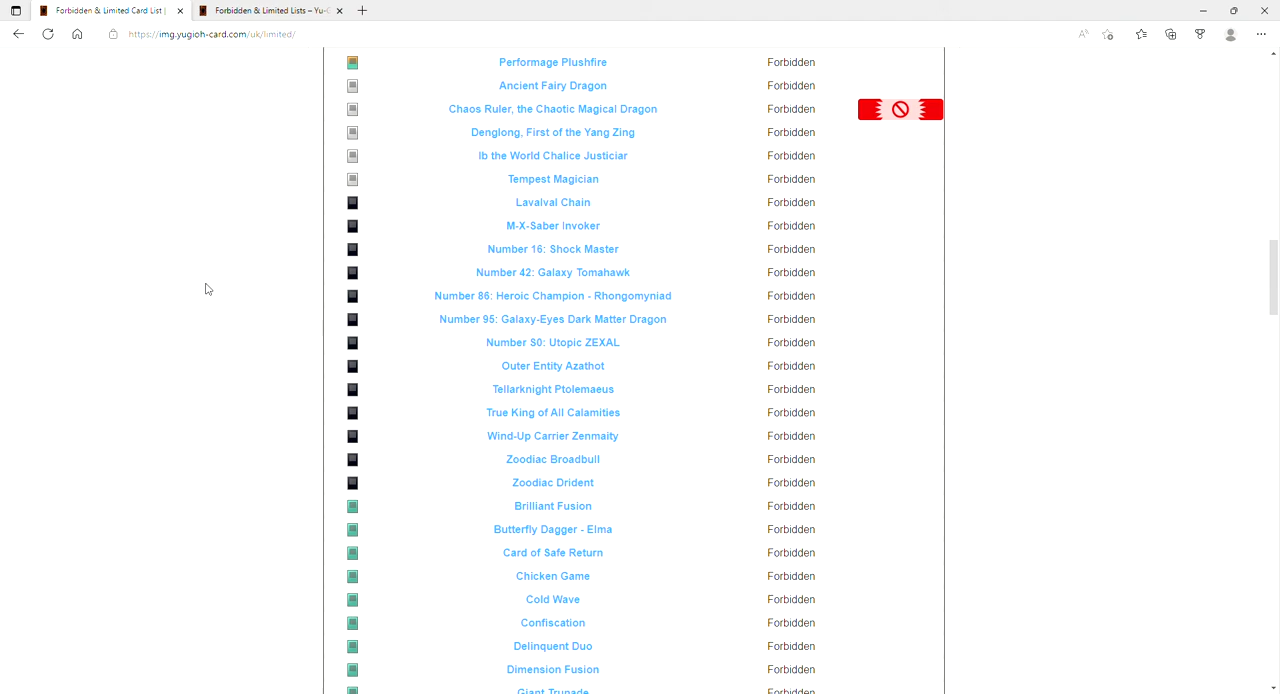 Forbidden & Limited Card List |
Forbidden & Limited Lists – Yu-G
https://img.yugioh-card.com/uk/limited/
Performage Plushfire Forbidden
Ancient Fairy Dragon Forbidden
Chaos Ruler, the Chaotic Magical Dragon Forbidden
Denglong, First of the Yang Zing Forbidden
Ib the World Chalice Justiciar Forbidden
Tempest Magician Forbidden
Lavalval Chain Forbidden
M-X-Saber Invoker Forbidden
Number 16: Shock Master Forbidden
Number 42: Galaxy Tomahawk Forbidden
Number 86: Heroic Champion - Rhongomyniad Forbidden
Number 95: Galaxy-Eyes Dark Matter Dragon Forbidden
Number S0: Utopic ZEXAL Forbidden
Outer Entity Azathot Forbidden
Tellarknight Ptolemaeus Forbidden
True King of All Calamities Forbidden
Wind-Up Carrier Zenmaity Forbidden
Zoodiac Broadbull Forbidden
Zoodiac Drident Forbidden
Brilliant Fusion Forbidden
Butterfly Dagger - Elma Forbidden
Card of Safe Return Forbidden
Chicken Game Forbidden
Cold Wave Forbidden
Confiscation Forbidden
Delinquent Duo Forbidden
Dimension Fusion Forbidden
Giant Trunade Forbidden